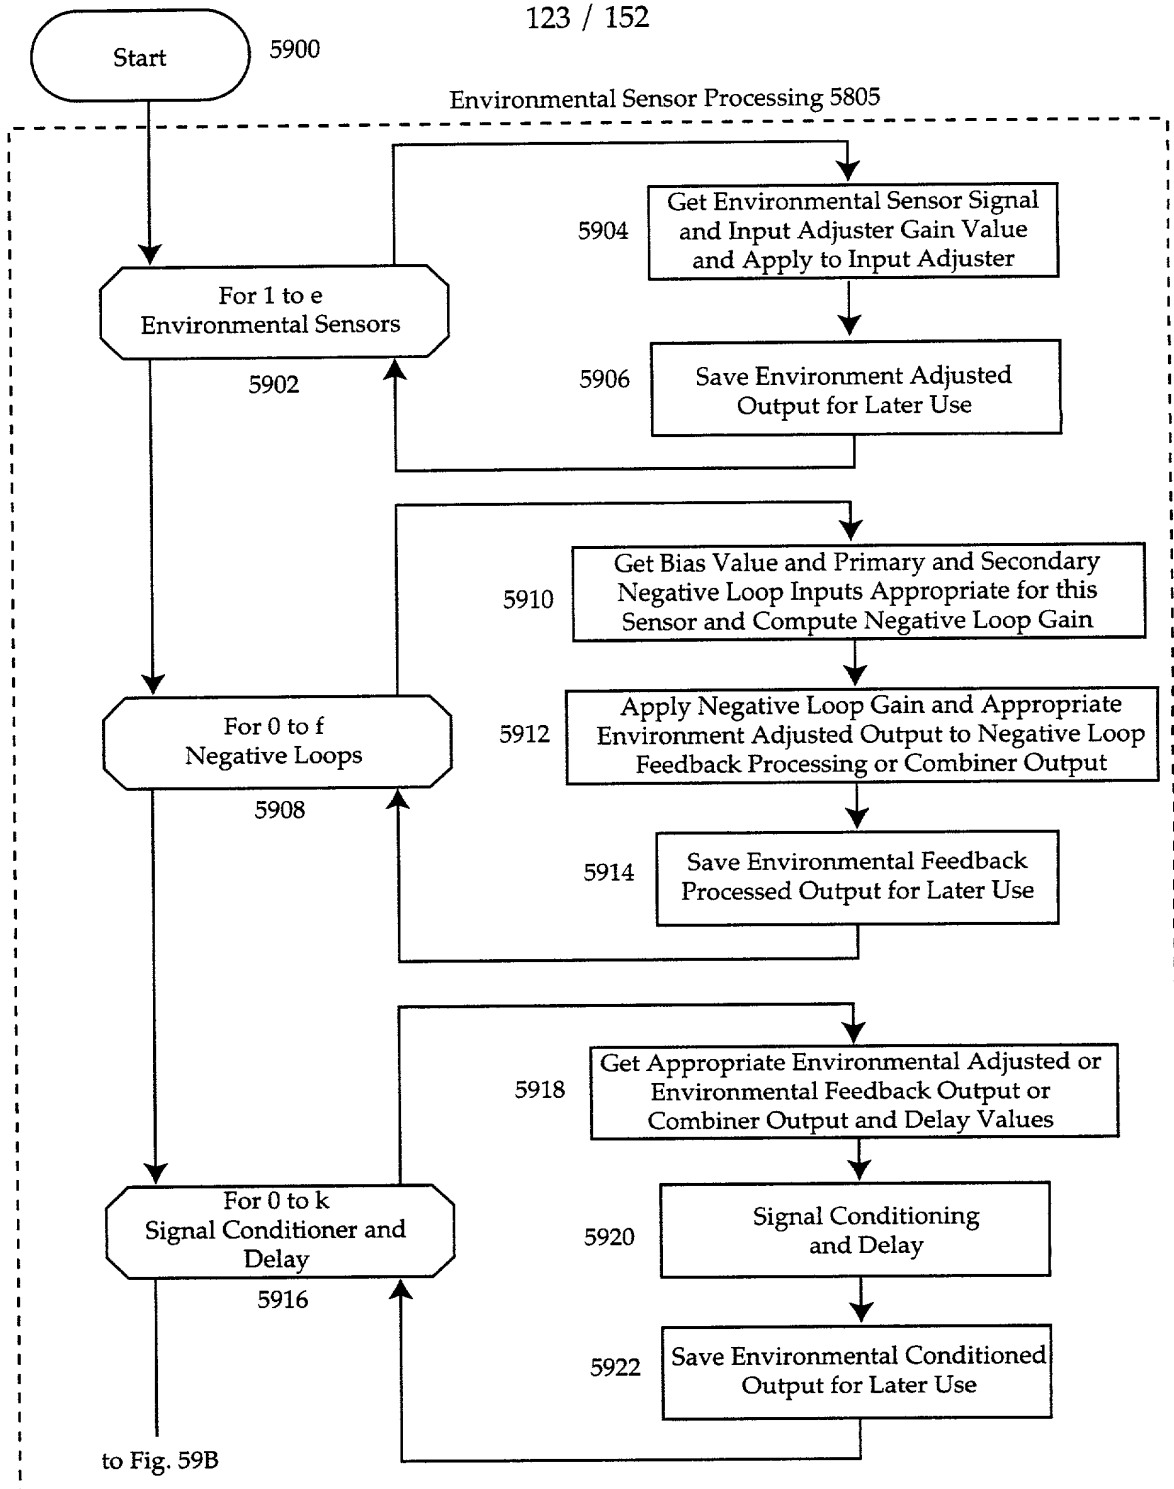 123 / 152
Start
5900
Environmental Sensor Processing 5805
For 1 to e
Environmental Sensors
5902
5904
Get Environmental Sensor Signal
and Input Adjuster Gain Value
and Apply to Input Adjuster
5906
Save Environment Adjusted
Output for Later Use
For 0 to f
Negative Loops
5908
5910
Get Bias Value and Primary and Secondary
Negative Loop Inputs Appropriate for this
Sensor and Compute Negative Loop Gain
5912
Apply Negative Loop Gain and Appropriate
Environment Adjusted Output to Negative Loop
Feedback Processing or Combiner Output
5914
Save Environmental Feedback
Processed Output for Later Use
For 0 to k
Signal Conditioner and
Delay
5916
5918
Get Appropriate Environmental Adjusted or
Environmental Feedback Output or
Combiner Output and Delay Values
5920
Signal Conditioning
and Delay
5922
Save Environmental Conditioned
Output for Later Use
to Fig. 59B